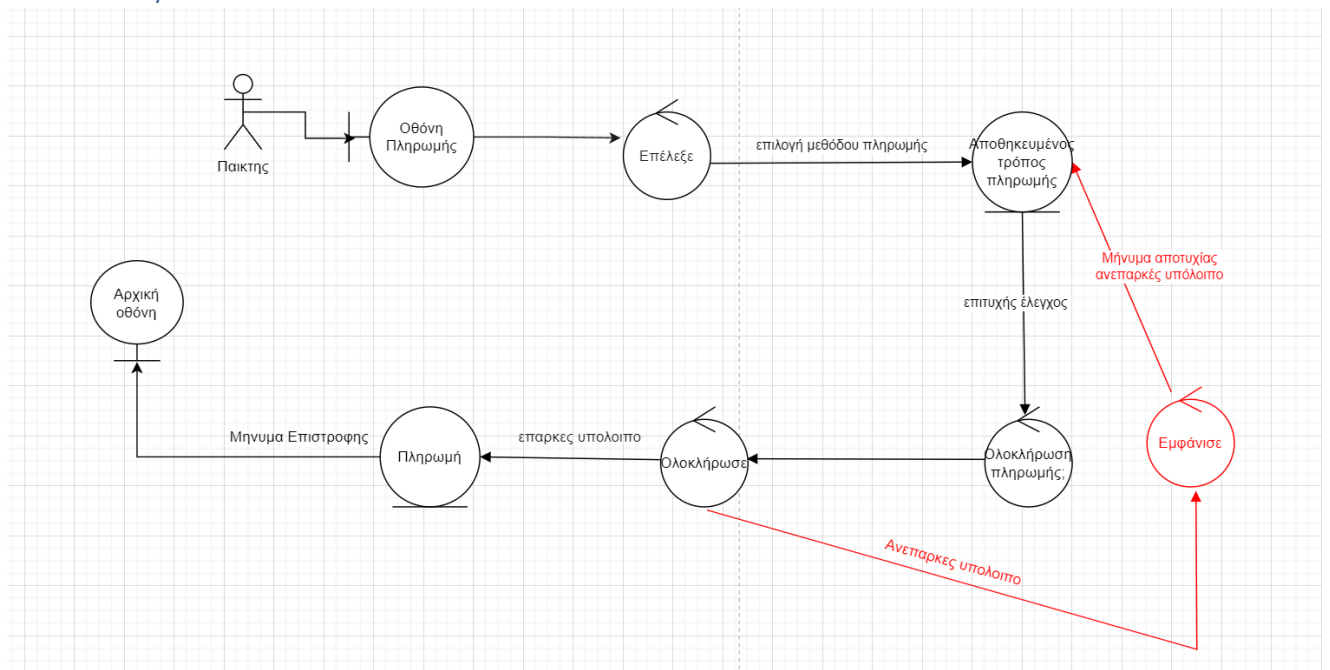 Οθόνη
Πληρωμής
Παικτης
Επέλεξε
επιλογή μεθόδου πληρωμής
Αποθηκευμένος
τρόπος
πληρωμής
Μήνυμα αποτυχίας
ανεπαρκές υπόλοιπο
επιτυχής έλεγχος
Αρχική
οθόνη
Μηνυμα Επιστροφης
Πληρωμή
επαρκες υπολοιπο
Ολοκλήρωσε
Ολοκλήρωση
πληρωμής;
Εμφάνισε
Ανεπαρκες υπολοιπο